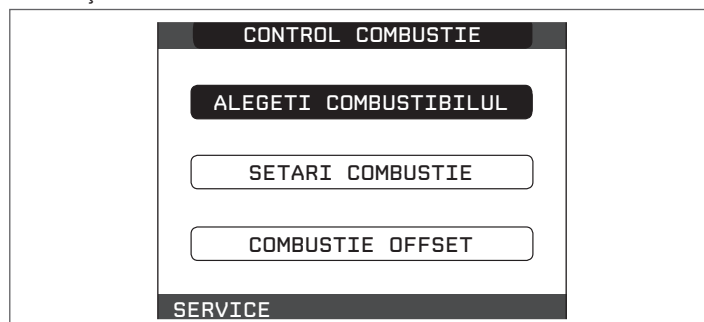 CONTROL COMBUSTIE
ALEGETI COMBUSTIBILUL
SETARI COMBUSTIE
COMBUSTIE OFFSET
SERVICE